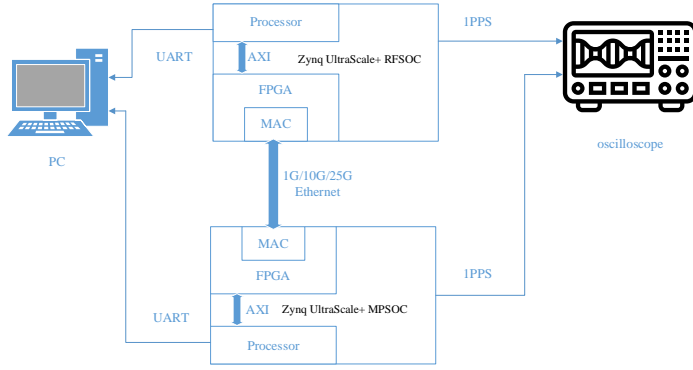 Processor
1PPS
UART
AXI
Zynq UltraScale+ RFSOC
FPGA
MAC
PC
oscilloscope
1G/10G/25G
Ethernet
MAC
FPGA
1PPS
AXI
Zynq UltraScale+ MPSOC
UART
Processor